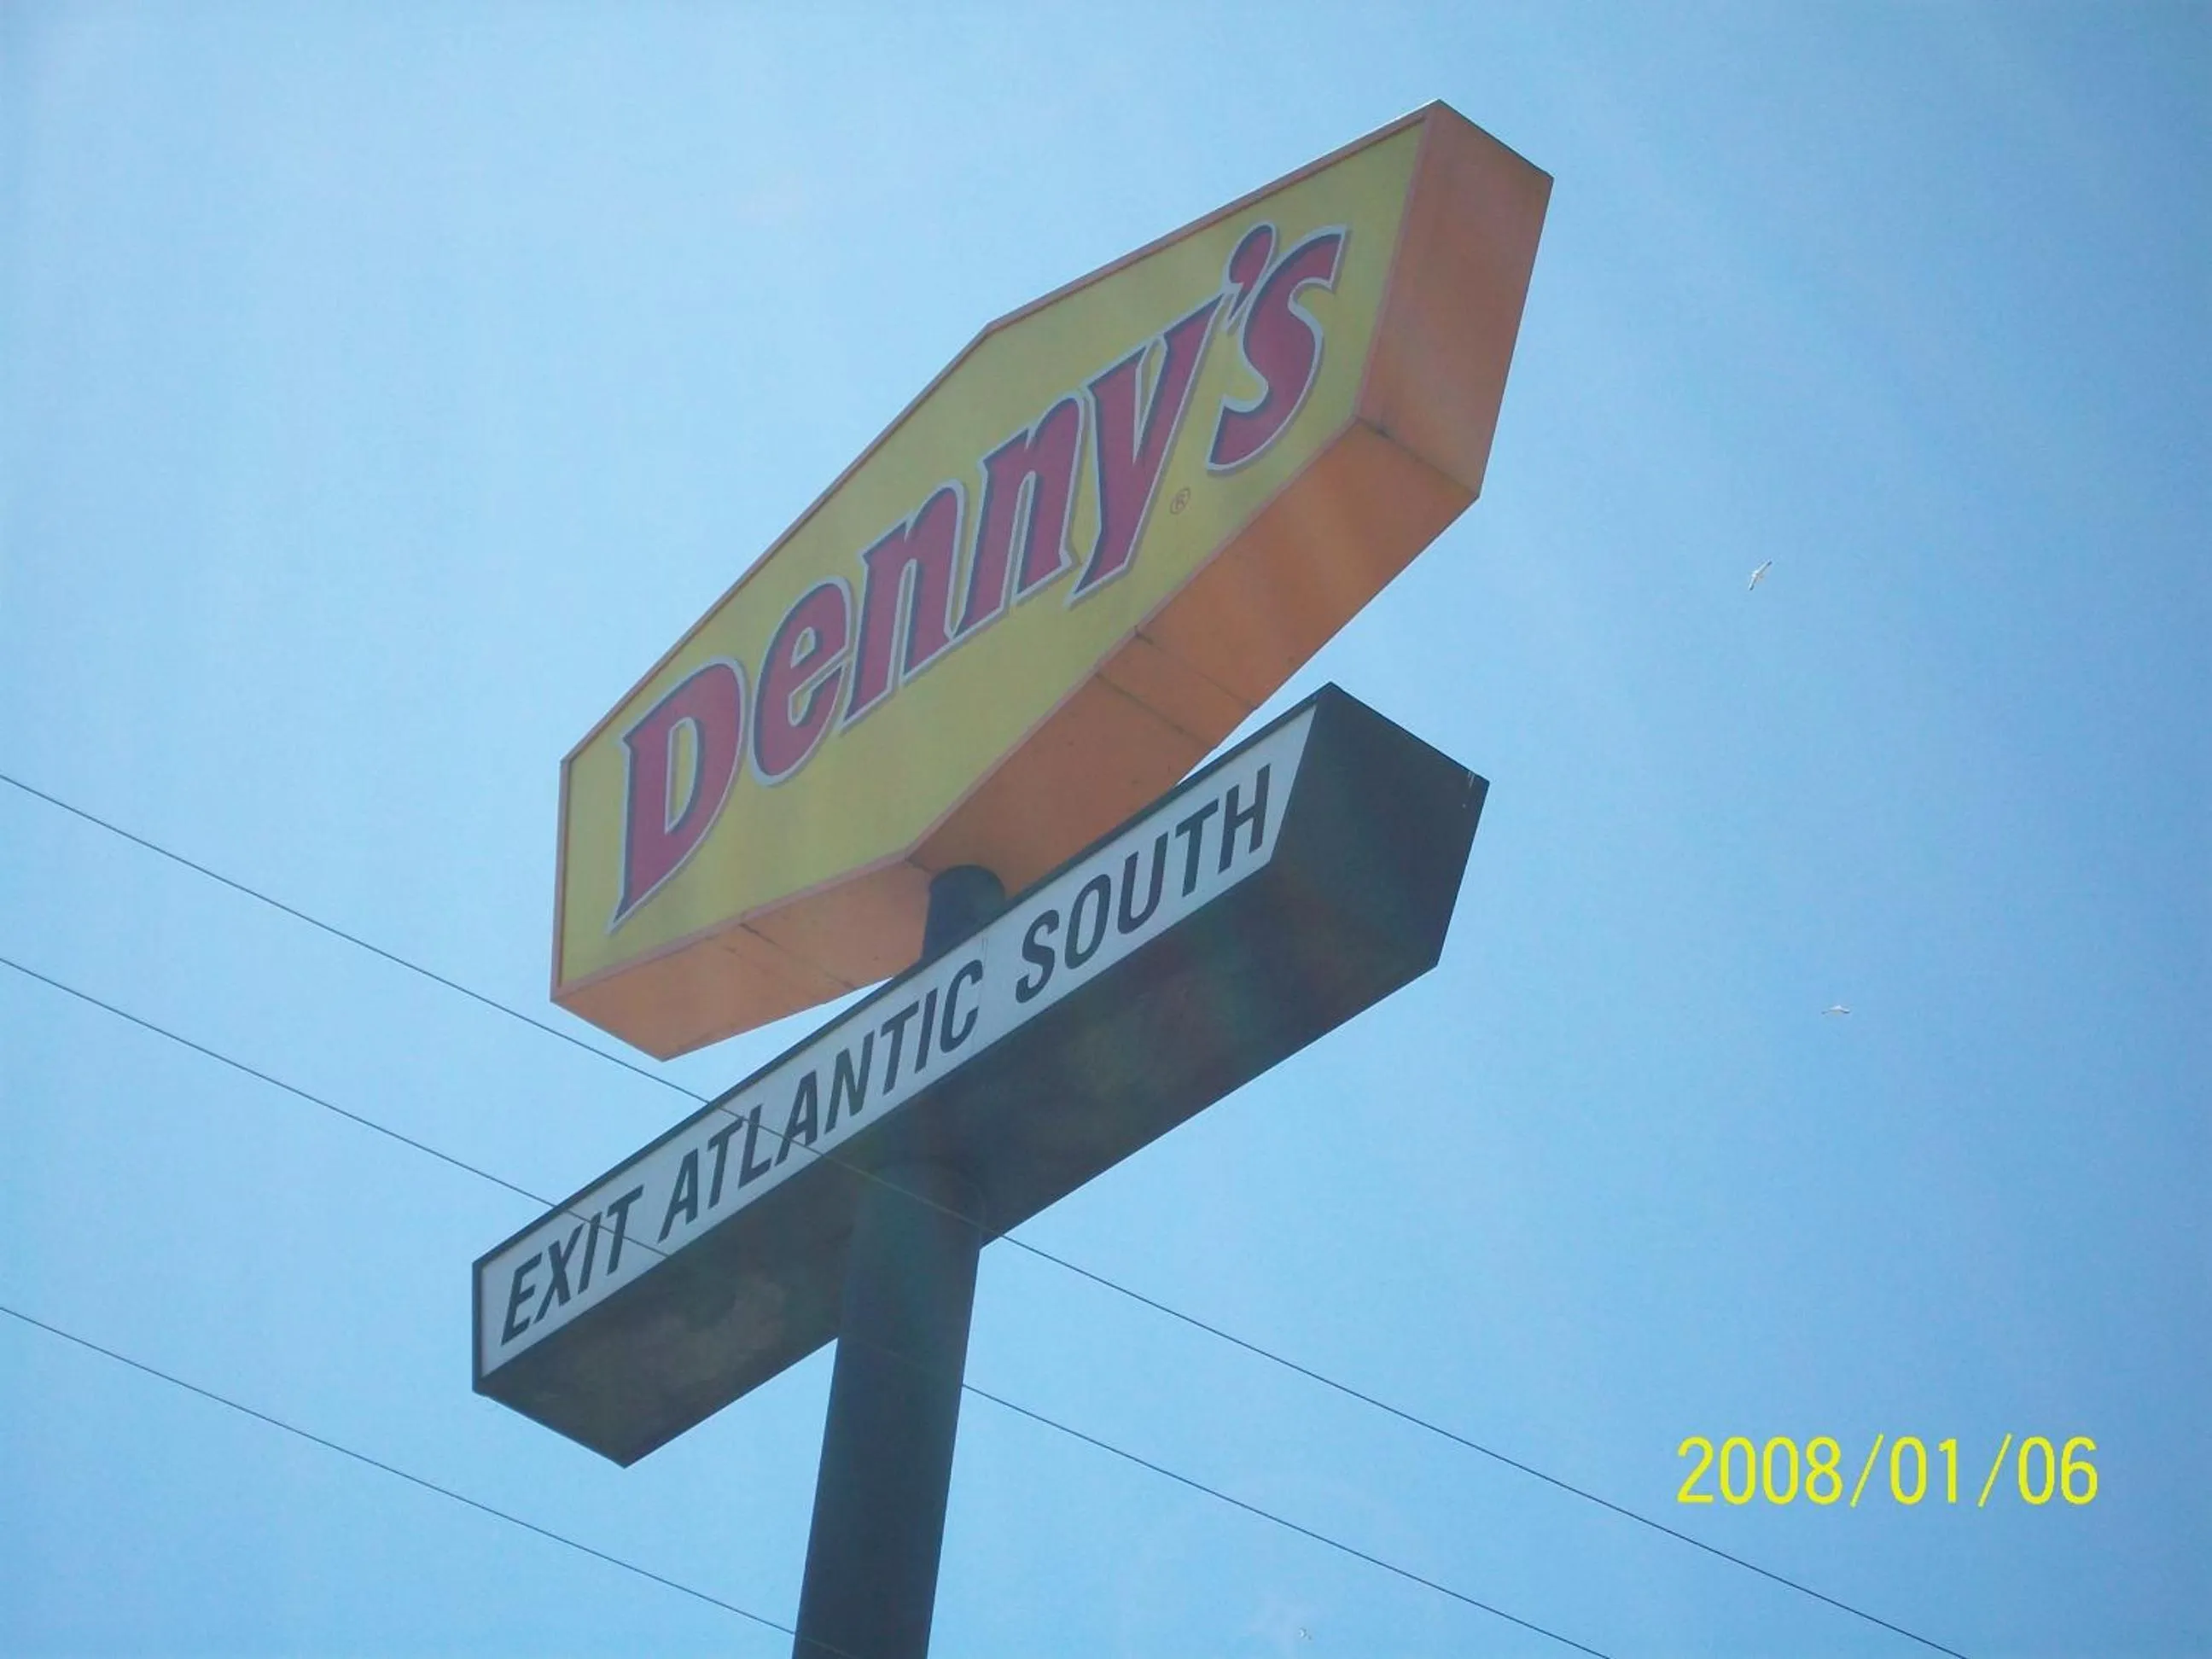 Denny's ®
EXIT ATLANTIC SOUTH
2008/01/06